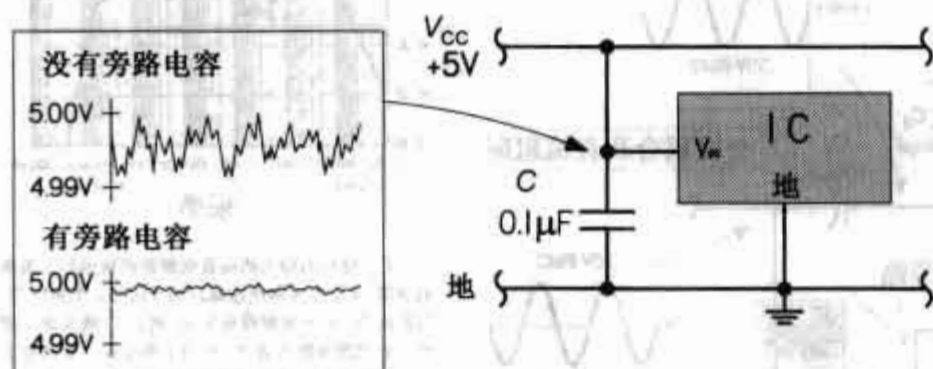 没有旁路电容
5.00V
4.99V
有旁路电容
5.00V
4.99V
VCC
+5V
C
0.1μF
地
IC
地